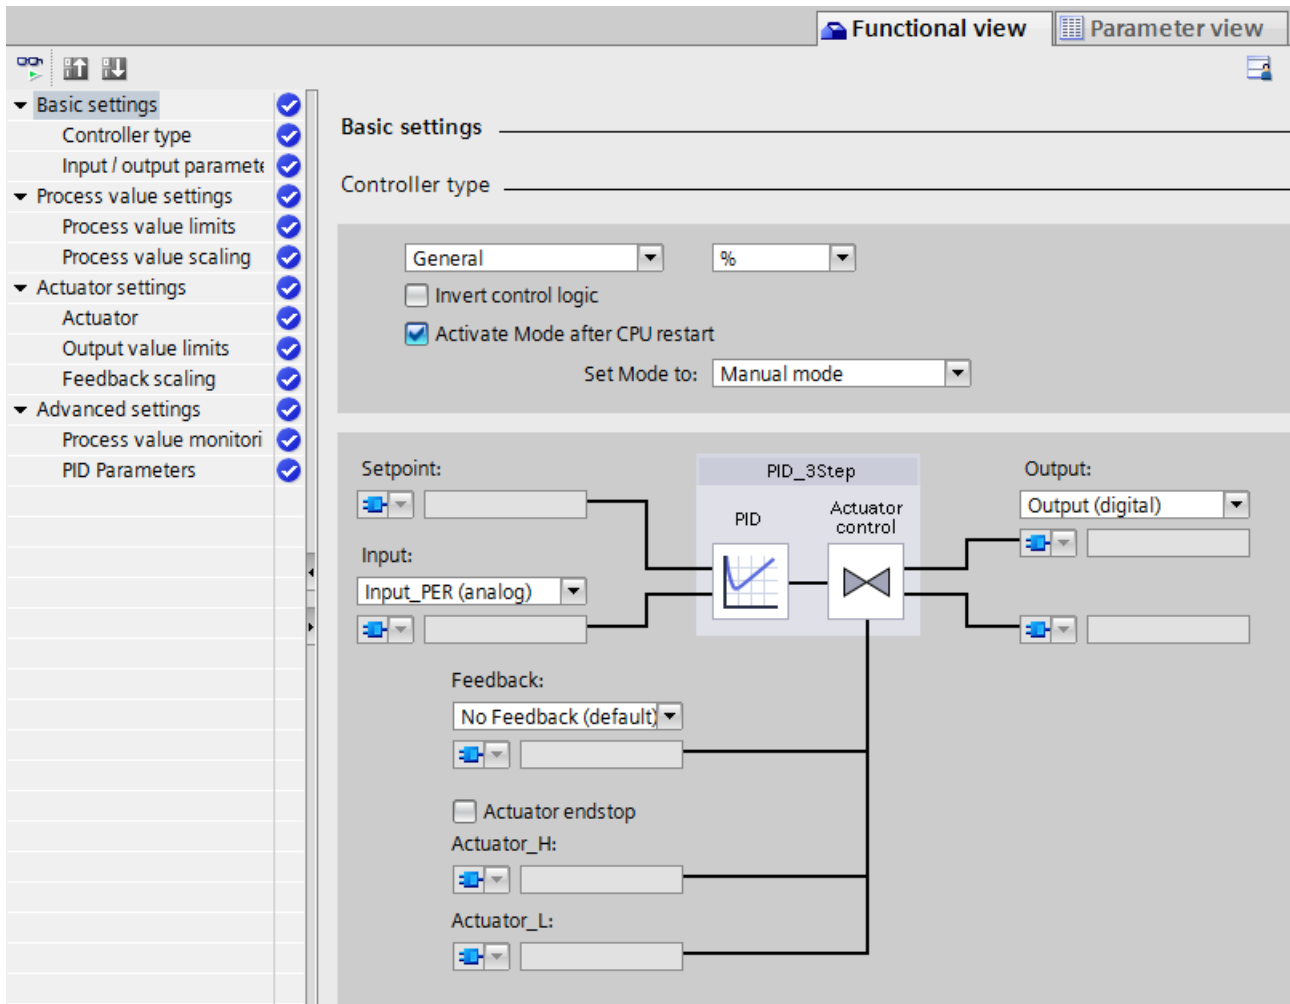 Functional view
Parameter view
Basic settings
Controller type
Input / output paramete
Process value settings
Process value limits
Process value scaling
Actuator settings
Actuator
Output value limits
Feedback scaling
Advanced settings
Process value monitori
PID Parameters
Basic settings
Controller type
General
%
Invert control logic
Activate Mode after CPU restart
Set Mode to: Manual mode
Setpoint:
Input:
Input_PER (analog)
PID_3Step
PID
Actuator
control
Output:
Output (digital)
Feedback:
No Feedback (default)
Actuator endstop
Actuator_H:
Actuator_L: